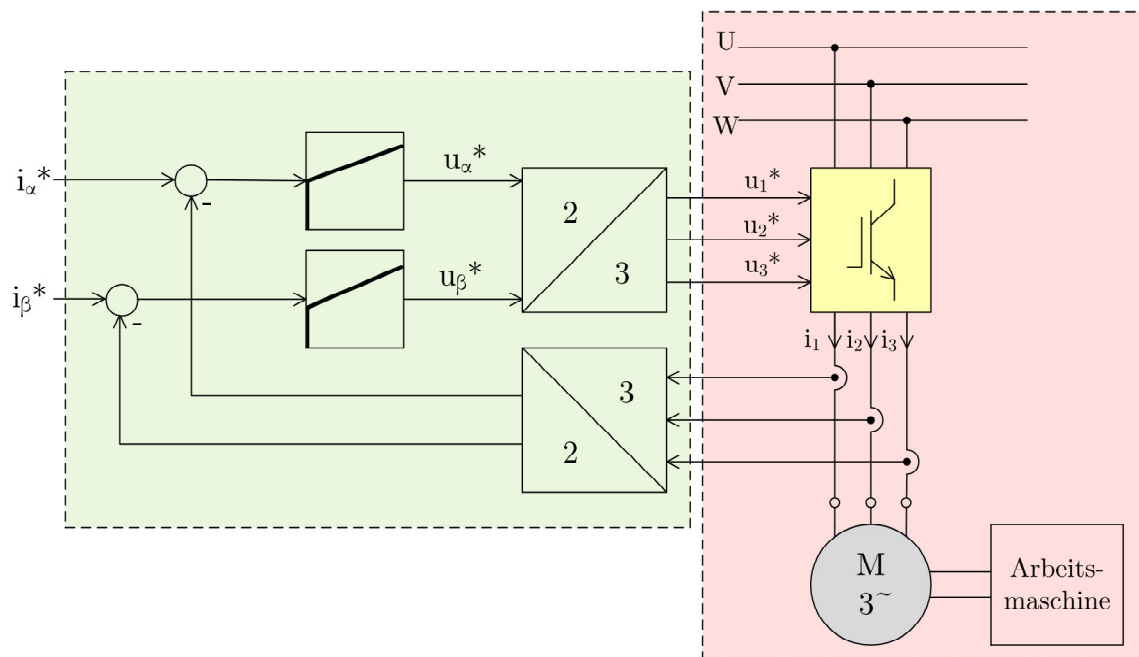 U
V
W
iα*
-
uα*
2
3
u1*
u2*
u3*
iβ*
-
uβ*
i1 i2 i3
3
2
M
3~
Arbeits-
maschine